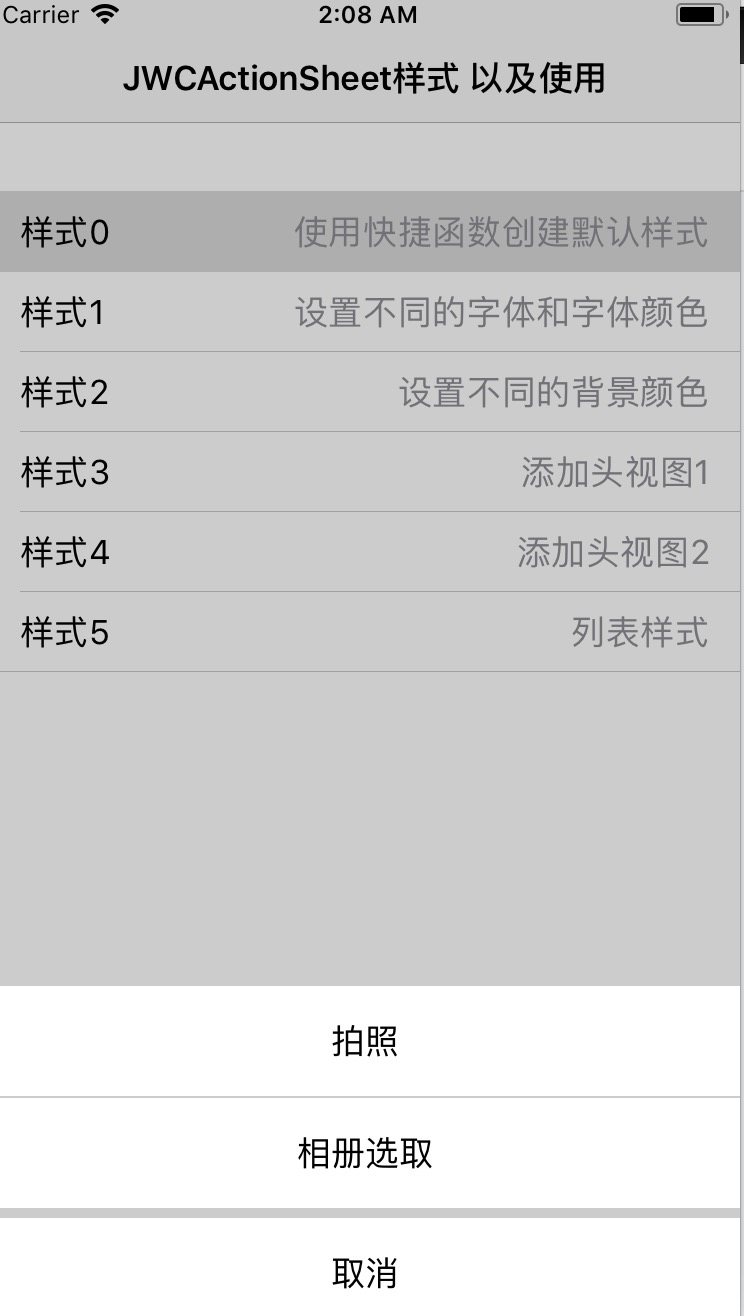 Carrier 2:08 AM
JWCActionSheet样式 以及使用
样式0 使用快捷函数创建默认样式
样式1 设置不同的字体和字体颜色
样式2 设置不同的背景颜色
样式3 添加头视图1
样式4 添加头视图2
样式5 列表样式
拍照
相册选取
取消